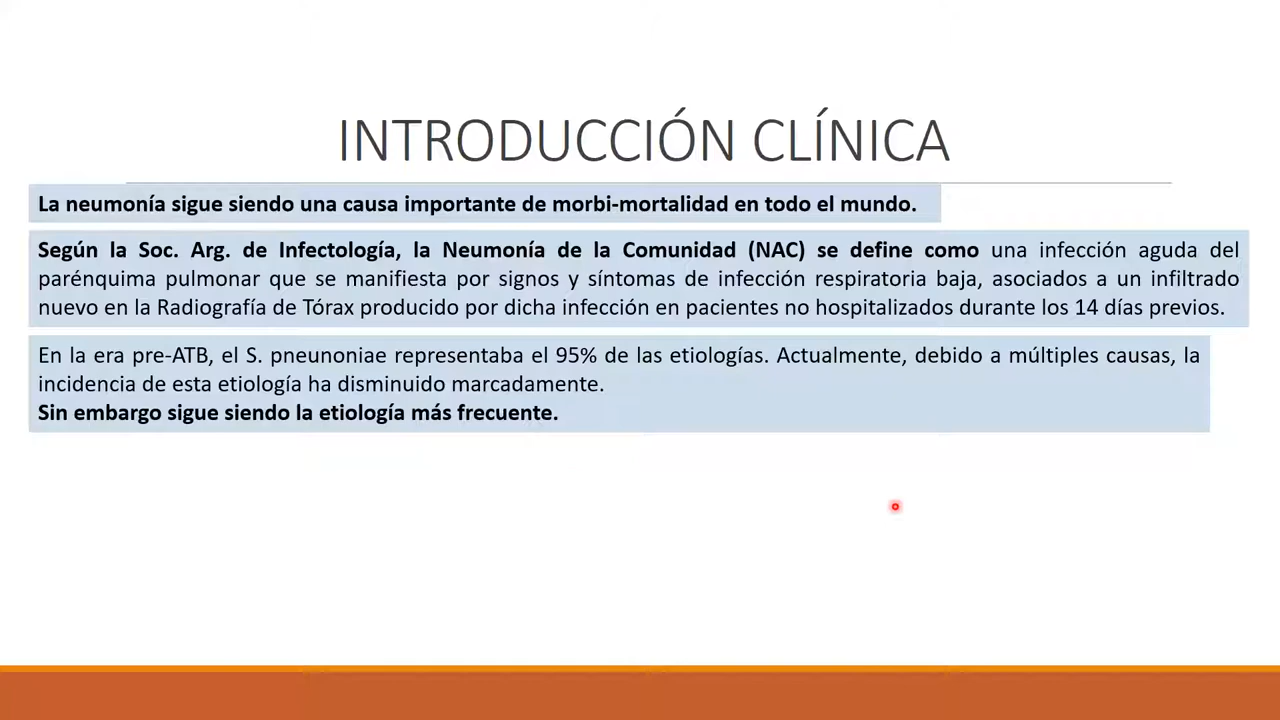 INTRODUCCIÓN CLÍNICA
La neumonía sigue siendo una causa importante de morbi-mortalidad en todo el mundo.
Según la Soc. Arg. de Infectología, la Neumonía de la Comunidad (NAC) se define como una infección aguda del
parénquima pulmonar que se manifiesta por signos y síntomas de infección respiratoria baja, asociados a un infiltrado
nuevo en la Radiografía de Tórax producido por dicha infección en pacientes no hospitalizados durante los 14 días previos.
En la era pre-ATB, el S. pneunoniae representaba el 95% de las etiologías. Actualmente, debido a múltiples causas, la
incidencia de esta etiología ha disminuido marcadamente.
Sin embargo sigue siendo la etiología más frecuente.